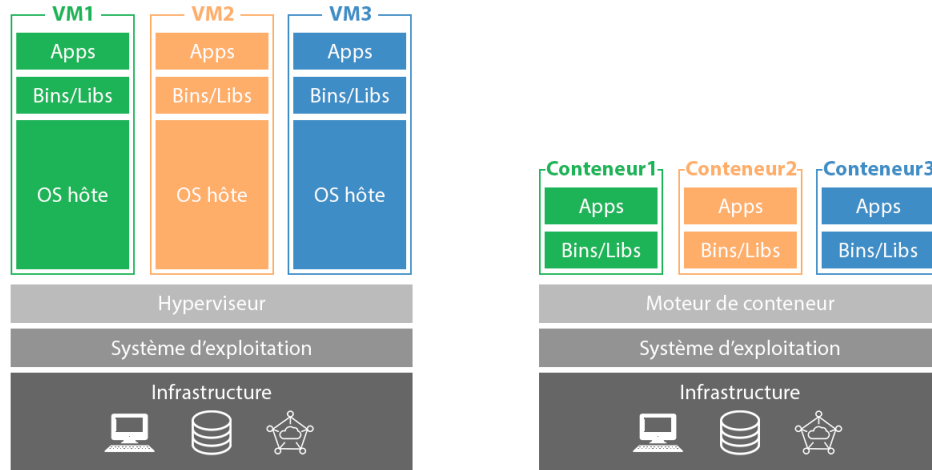 VM1
Apps
Bins/Libs
OS hôte
VM2
Apps
Bins/Libs
OS hôte
VM3
Apps
Bins/Libs
OS hôte
Hyperviseur
Système d’exploitation
Infrastructure
Conteneur1
Apps
Bins/Libs
Conteneur2
Apps
Bins/Libs
Conteneur3
Apps
Bins/Libs
Moteur de conteneur
Système d’exploitation
Infrastructure